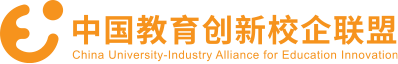 中国教育创新校企联盟
China University-Industry Alliance for Education Innovation